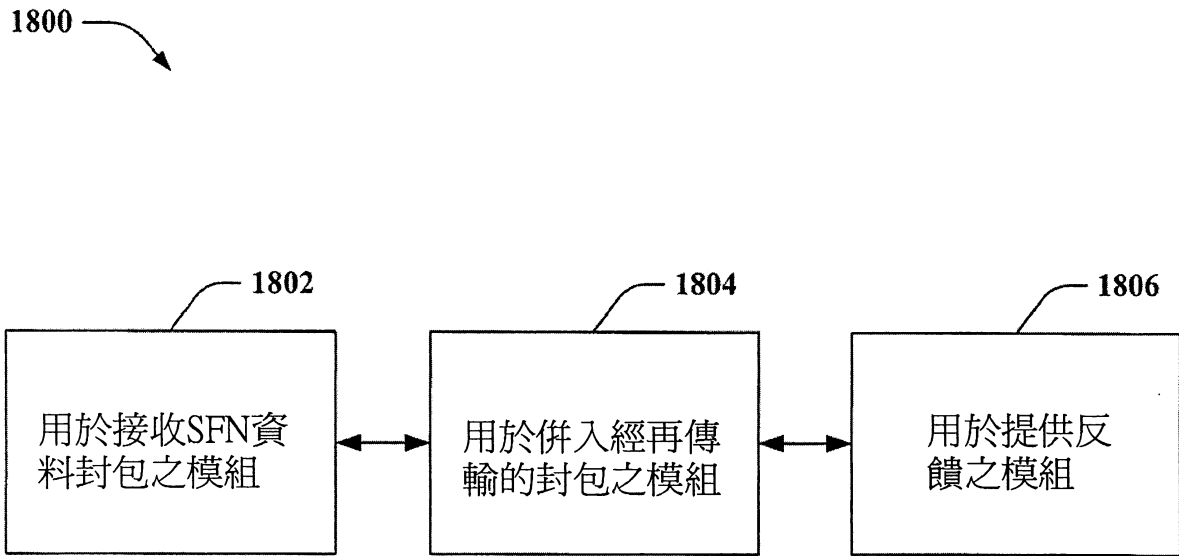 1800
1802
1804
1806
用於接收SFN資
料封包之模組
用於併入經再傳
輸的封包之模組
用於提供反
饋之模組